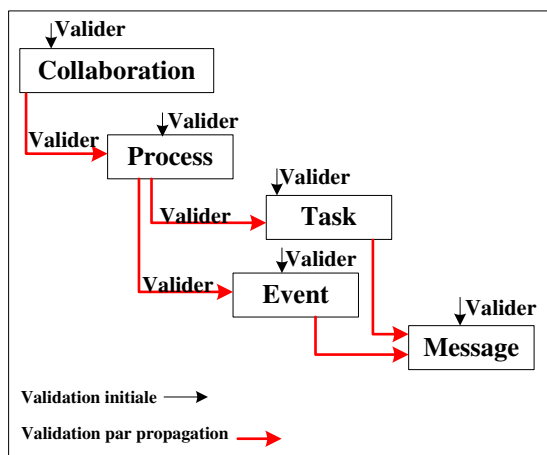 Valider
Collaboration
Valider
Valider
Process
Valider
Valider
Task
Valider
Valider
Event
Valider
Message
Validation initiale
Validation par propagation